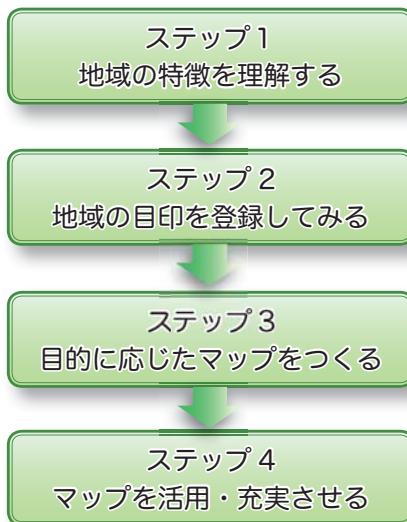 ステップ1
地域の特徴を理解する
ステップ2
地域の目印を登録してみる
ステップ3
目的に応じたマップをつくる
ステップ4
マップを活用・充実させる